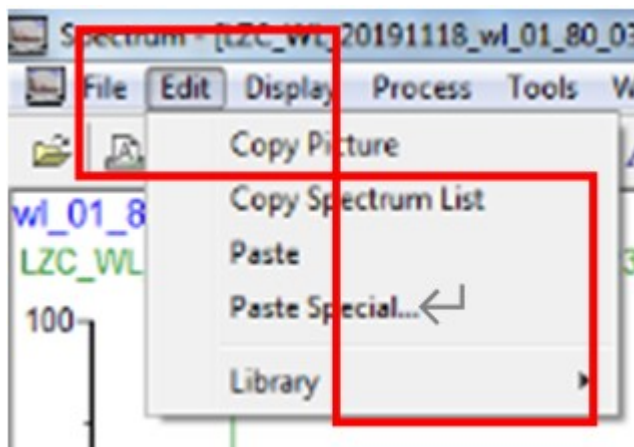 Spectrum - [LZC_WL_20191118_wl_01_80_03
File Edit Display Process Tools
Copy Picture
wl_01_8
Copy Spectrum List
LZC_WL
Paste
Paste Special...
100
Library